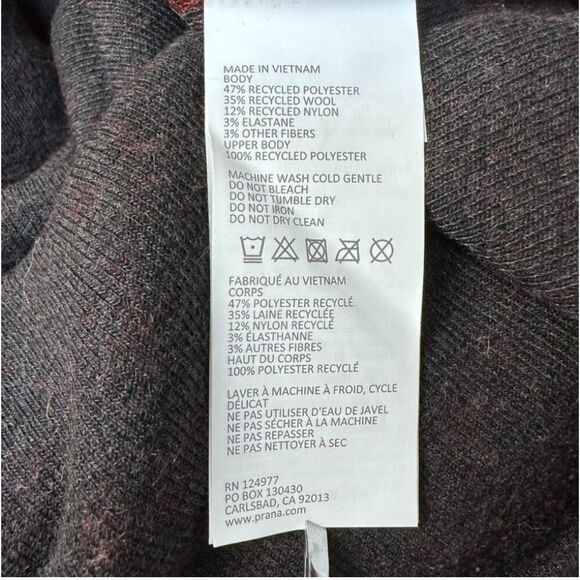 MADE IN VIETNAM
BODY
47% RECYCLED POLYESTER
35% RECYCLED WOOL
12% RECYCLED NYLON
3% ELASTANE
3% OTHER FIBERS
UPPER BODY
100% RECYCLED POLYESTER
MACHINE WASH COLD GENTLE
DO NOT BLEACH
DO NOT TUMBLE DRY
DO NOT IRON
DO NOT DRY CLEAN
FABRIQUÉ AU VIETNAM
CORPS
47% POLYESTER RECYCLÉ
35% LAINE RECYCLÉE
12% NYLON RECYCLÉ
3% ÉLASTHANNE
3% AUTRES FIBRES
HAUT DU CORPS
100% POLYESTER RECYCLÉ
LAVER À MACHINE À FROID, CYCLE
DÉLICAT
NE PAS UTILISER D'EAU DE JAVEL
NE PAS SÉCHER À LA MACHINE
NE PAS REPASSER
NE PAS NETTOYER À SEC
RN 124977
PO BOX 130430
CARLSBAD, CA 92013
www.prana.com